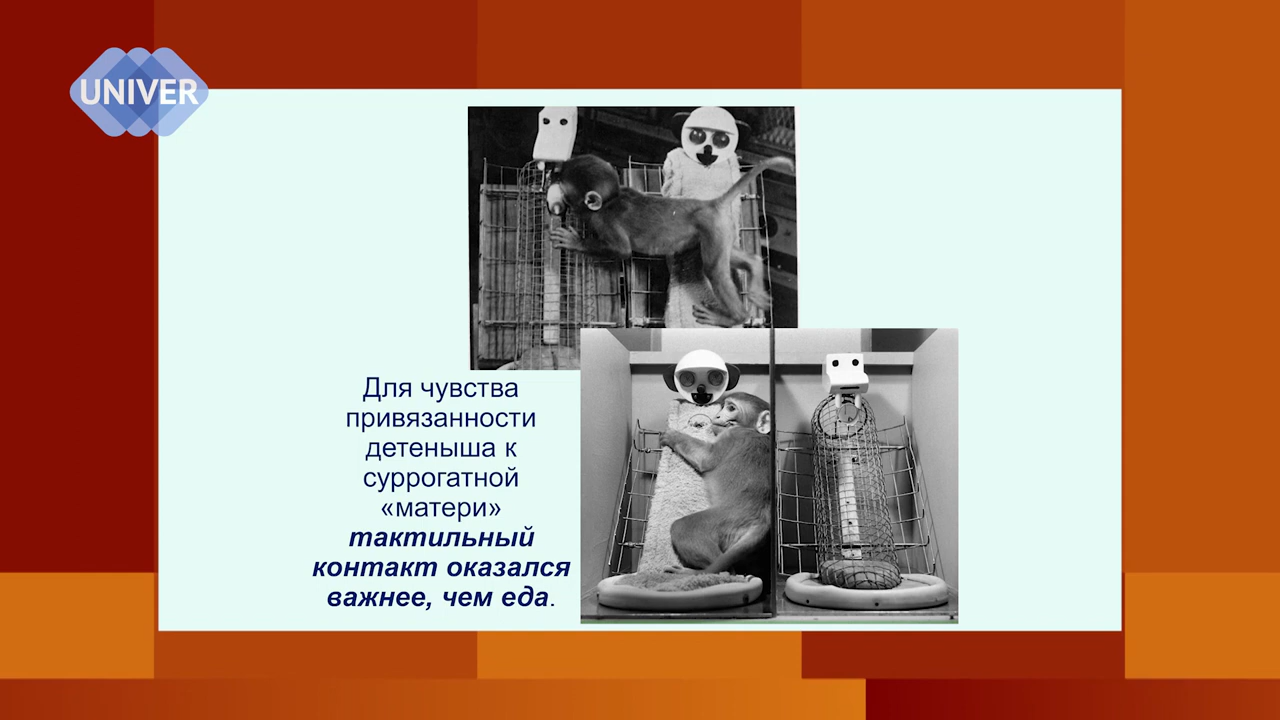 UNIVER
Для чувства
привязанности
детеныша к
суррогатной
«матери»
тактильный
контакт оказался
важнее, чем еда.